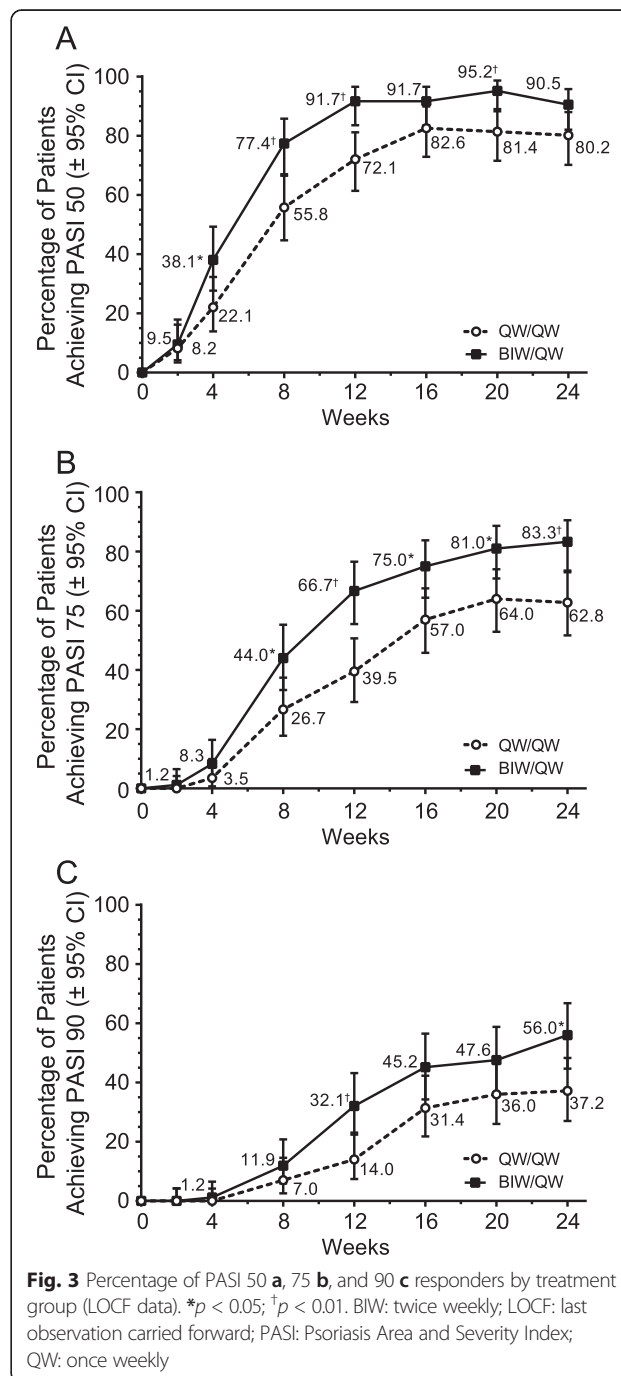 A
Percentage of Patients
Achieving PASI 50 (± 95% CI)
100
80
60
40
20
0
9.5
38.1*
77.4†
91.7†
91.7
95.2†
90.5
8.2
22.1
55.8
72.1
82.6
81.4
80.2
QW/QW
BIW/QW
0 4 8 12 16 20 24
Weeks
B
Percentage of Patients
Achieving PASI 75 (± 95% CI)
100
80
60
40
20
0
1.2
8.3
44.0*
66.7†
75.0*
81.0*
83.3†
3.5
26.7
39.5
57.0
64.0
62.8
QW/QW
BIW/QW
0 4 8 12 16 20 24
Weeks
C
Percentage of Patients
Achieving PASI 90 (± 95% CI)
100
80
60
40
20
0
1.2
11.9
32.1†
45.2
47.6
56.0*
7.0
14.0
31.4
36.0
37.2
QW/QW
BIW/QW
0 4 8 12 16 20 24
Weeks
Fig. 3 Percentage of PASI 50 a, 75 b, and 90 c responders by treatment
group (LOCF data). *p < 0.05; †p < 0.01. BIW: twice weekly; LOCF: last
observation carried forward; PASI: Psoriasis Area and Severity Index;
QW: once weekly